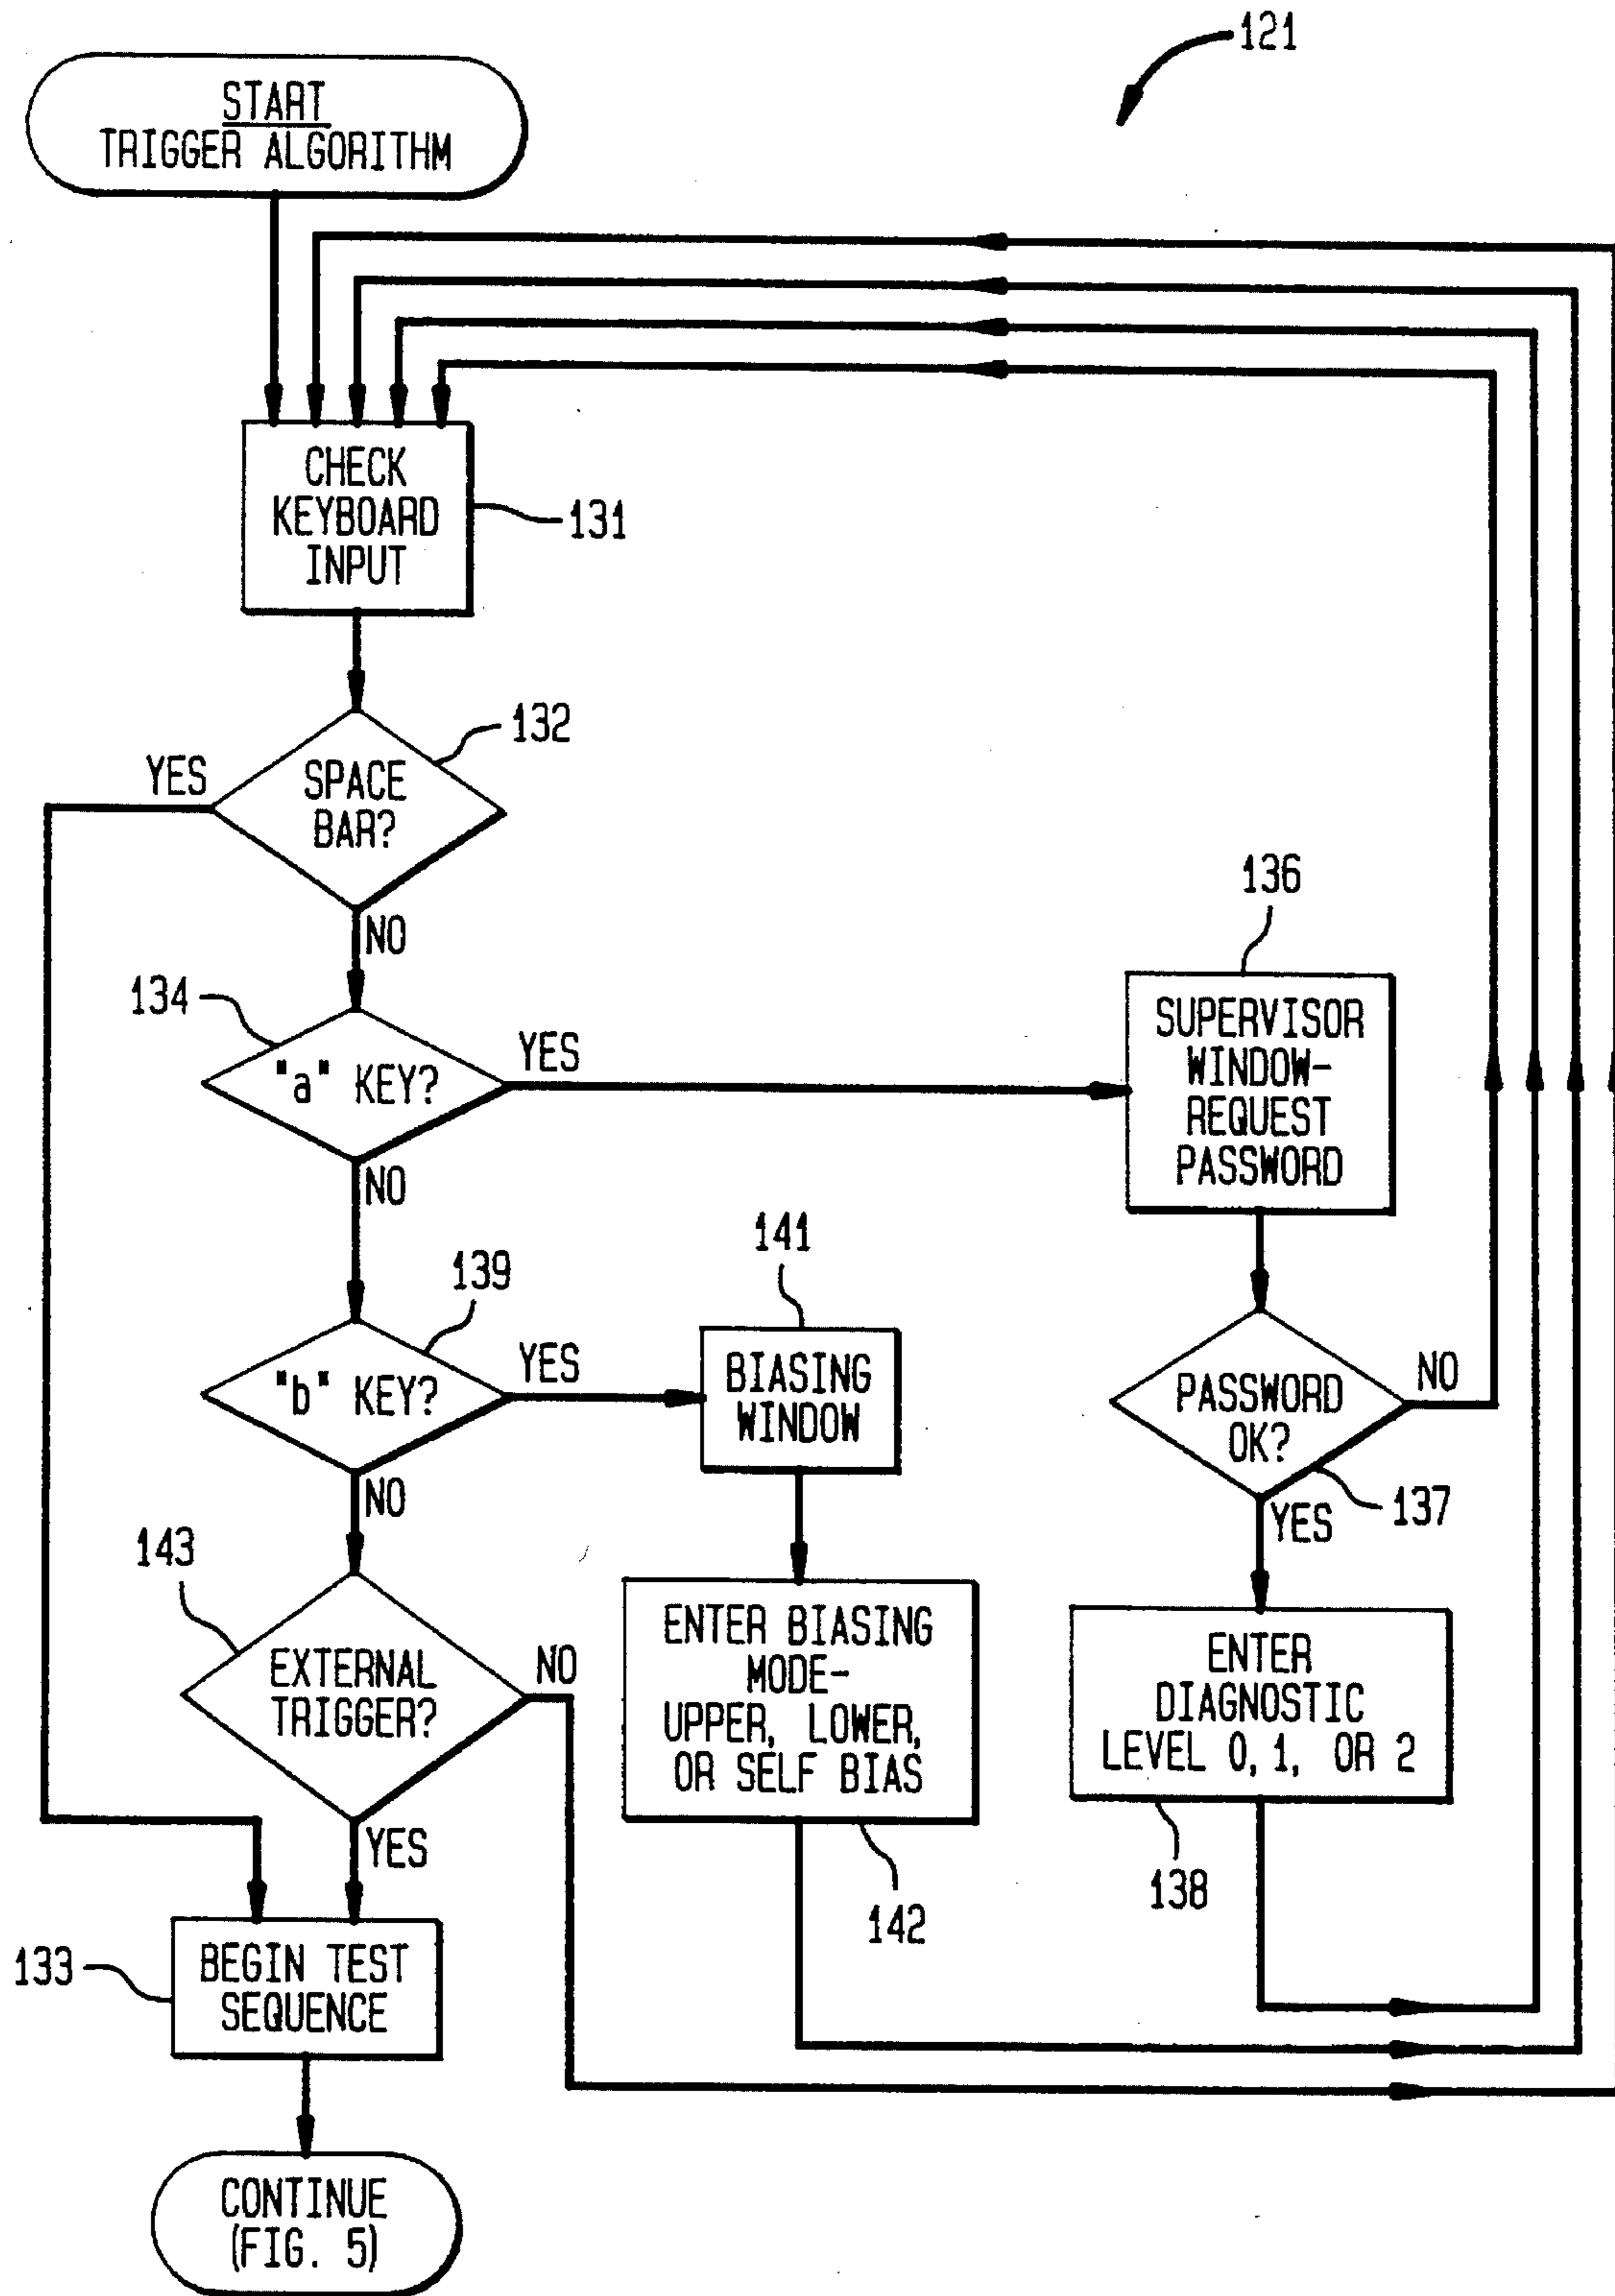 121
START
TRIGGER ALGORITHM
CHECK
KEYBOARD
INPUT
131
132
YES
SPACE
BAR?
NO
136
134
"a" KEY?
YES
SUPERVISOR
WINDOW-
REQUEST
PASSWORD
NO
141
139
"b" KEY?
YES
BIASING
WINDOW
PASSWORD
OK?
NO
137
YES
NO
143
EXTERNAL
TRIGGER?
NO
ENTER BIASING
MODE-
UPPER, LOWER,
OR SELF BIAS
ENTER
DIAGNOSTIC
LEVEL 0, 1, OR 2
YES
138
142
133
BEGIN TEST
SEQUENCE
CONTINUE
(FIG. 5)